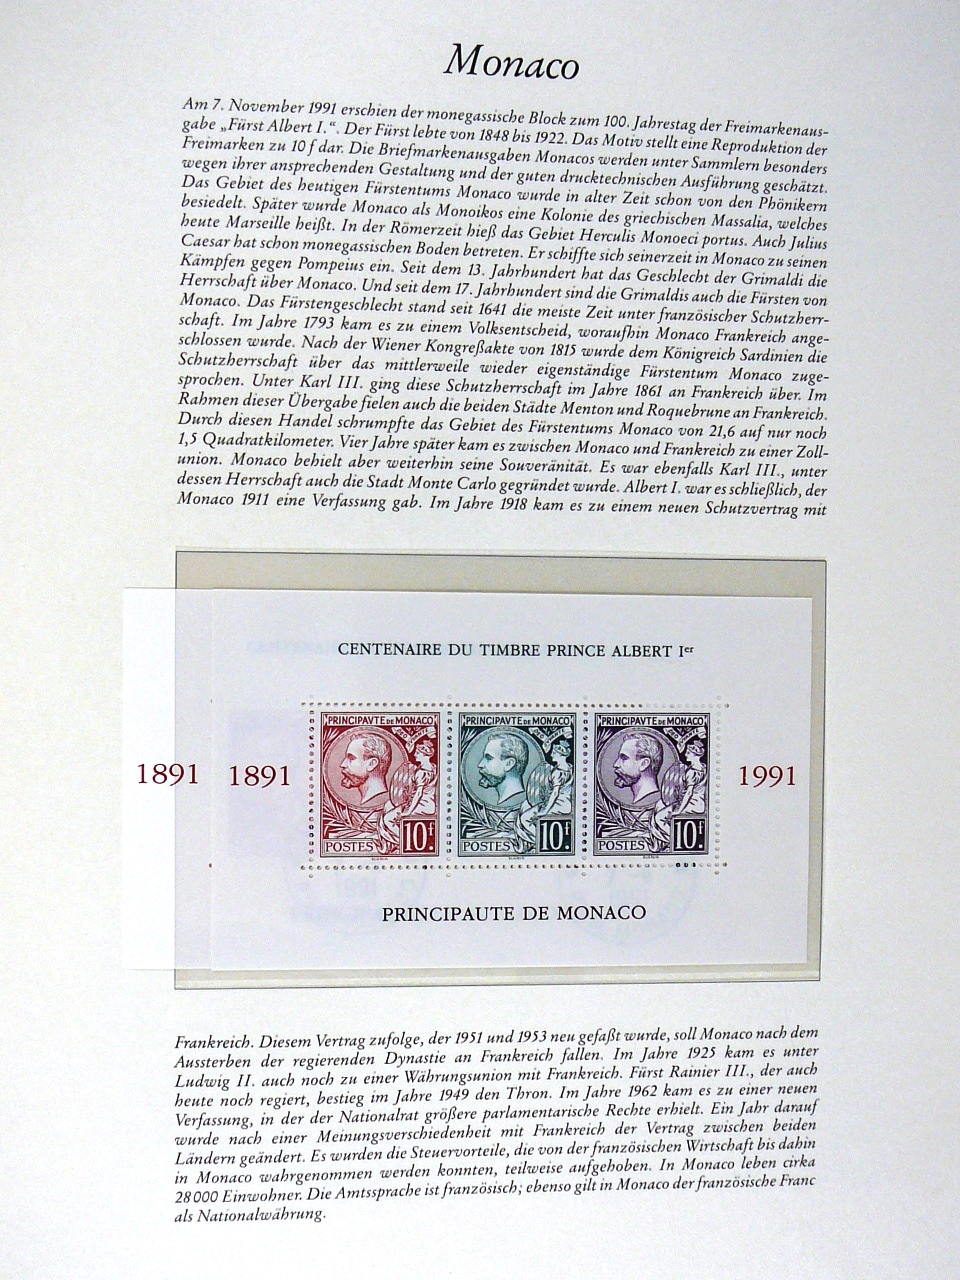 Monaco
Am 7. November 1991 erschien der monegassische Block zum 100. Jahrestag der Freimarkenaus-
gabe „Fürst Albert I.“. Der Fürst lebte von 1848 bis 1922. Das Motiv stellt eine Reproduktion der
Freimarken zu 10 f dar. Die Briefmarkenausgaben Monacos werden unter Sammlern besonders
wegen ihrer ansprechenden Gestaltung und der guten drucktechnischen Ausführung geschätzt.
Das Gebiet des heutigen Fürstentums Monaco wurde in alter Zeit schon von den Phönikern
besiedelt. Später wurde Monaco als Monoikos eine Kolonie des griechischen Massalia, welches
heute Marseille heißt. In der Römerzeit hieß das Gebiet Herculis Monoeci portus. Auch Julius
Caesar hat schon monegassischen Boden betreten. Er schiffte sich seinerzeit in Monaco zu seinen
Kämpfen gegen Pompeius ein. Seit dem 13. Jahrhundert hat das Geschlecht der Grimaldi die
Herrschaft über Monaco. Und seit dem 17. Jahrhundert sind die Grimaldis auch die Fürsten von
Monaco. Das Fürstengeschlecht stand seit 1641 die meiste Zeit unter französischer Schutzherr-
schaft. Im Jahre 1793 kam es zu einem Volksentscheid, woraufhin Monaco Frankreich ange-
schlossen wurde. Nach der Wiener Kongreßakte von 1815 wurde dem Königreich Sardinien die
Schutzherrschaft über das mittlerweile wieder eigenständige Fürstentum Monaco zuge-
sprochen. Unter Karl III. ging diese Schutzherrschaft im Jahre 1861 an Frankreich über. Im
Rahmen dieser Übergabe fielen auch die beiden Städte Menton und Roquebrune an Frankreich.
Durch diesen Handel schrumpfte das Gebiet des Fürstentums Monaco von 21,6 auf nur noch
1,5 Quadratkilometer. Vier Jahre später kam es zwischen Monaco und Frankreich zu einer Zoll-
union. Monaco behielt aber weiterhin seine Souveränität. Es war ebenfalls Karl III., unter
dessen Herrschaft auch die Stadt Monte Carlo gegründet wurde. Albert I. war es schließlich, der
Monaco 1911 eine Verfassung gab. Im Jahre 1918 kam es zu einem neuen Schutzvertrag mit
CENTENAIRE DU TIMBRE PRINCE ALBERT Ier
PRINCIPAVTE DE MONACO PRINCIPAVTE DE MONACO PRINCIPAVTE DE MONACO
1891 1891 1991
POSTES 10f POSTES 10f POSTES 10f
PRINCIPAUTE DE MONACO
Frankreich. Diesem Vertrag zufolge, der 1951 und 1953 neu gefaßt wurde, soll Monaco nach dem
Aussterben der regierenden Dynastie an Frankreich fallen. Im Jahre 1925 kam es unter
Ludwig II. auch noch zu einer Währungsunion mit Frankreich. Fürst Rainier III., der auch
heute noch regiert, bestieg im Jahre 1949 den Thron. Im Jahre 1962 kam es zu einer neuen
Verfassung, in der der Nationalrat größere parlamentarische Rechte erhielt. Ein Jahr darauf
wurde nach einer Meinungsverschiedenheit mit Frankreich der Vertrag zwischen beiden
Ländern geändert. Es wurden die Steuervorteile, die von der französischen Wirtschaft bis dahin
in Monaco wahrgenommen werden konnten, teilweise aufgehoben. In Monaco leben cirka
28 000 Einwohner. Die Amtssprache ist französisch; ebenso gilt in Monaco der französische Franc
als Nationalwährung.